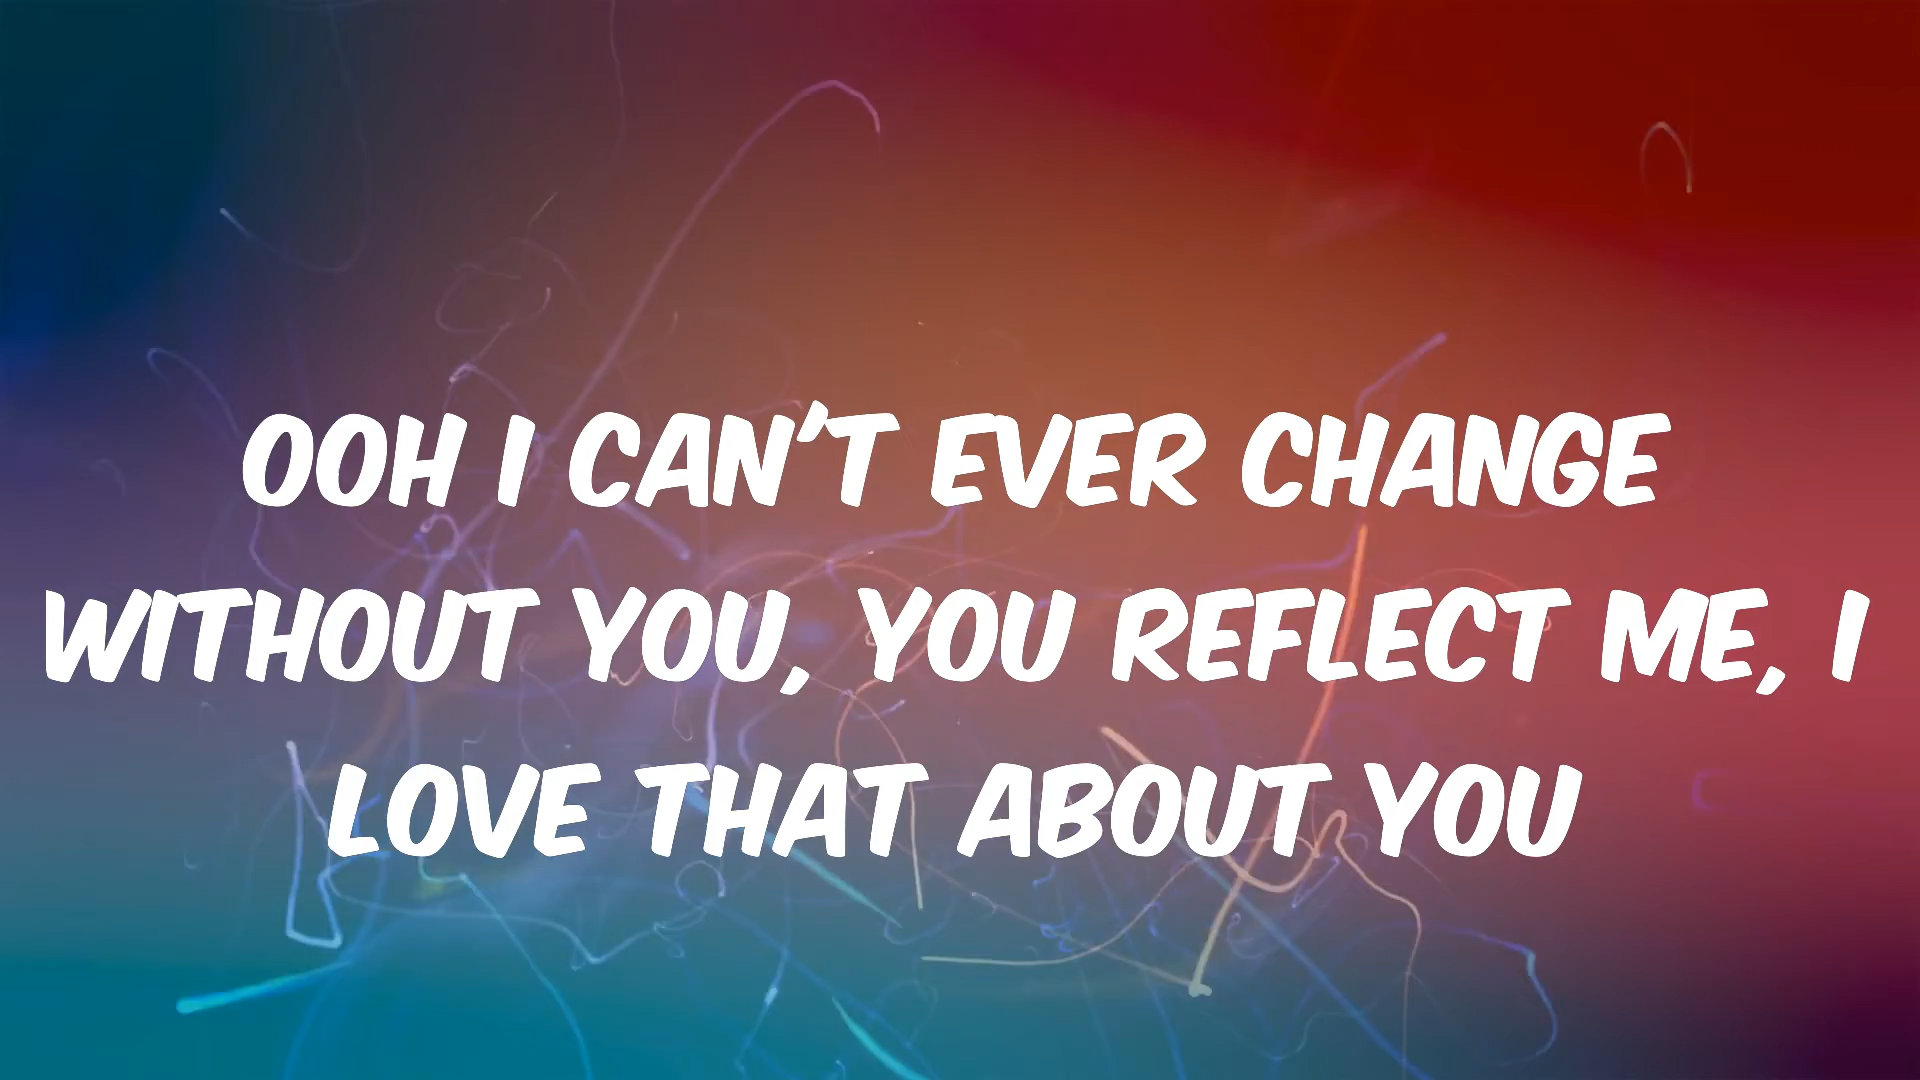 OOH I CAN'T EVER CHANGE
WITHOUT YOU, YOU REFLECT ME, I
LOVE THAT ABOUT YOU